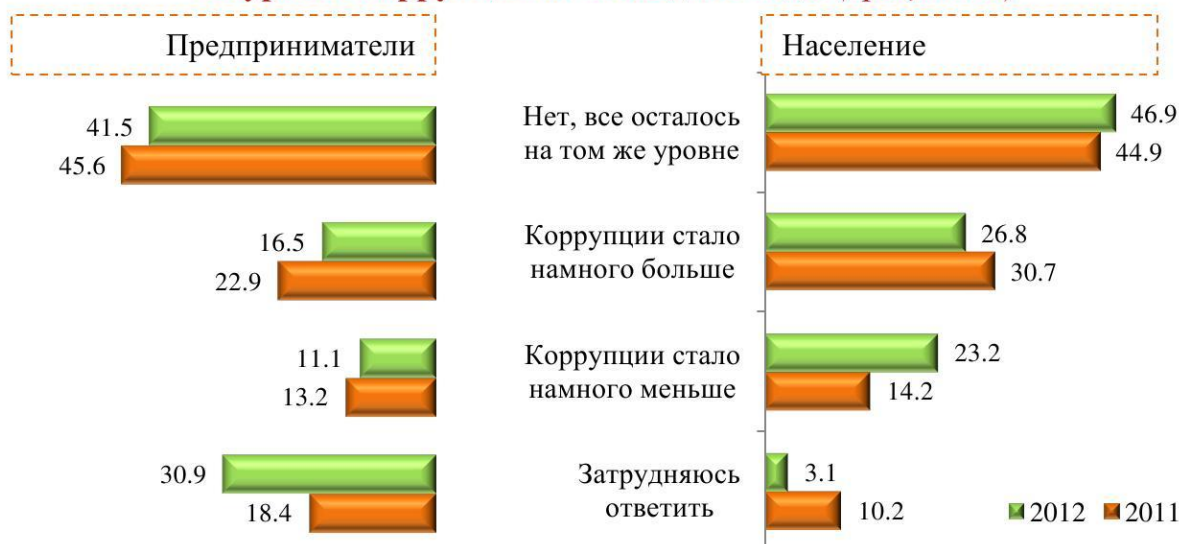 Предприниматели
Население
41.5
45.6
Нет, все осталось
на том же уровне
46.9
44.9
16.5
22.9
Коррупции стало
намного больше
26.8
30.7
11.1
13.2
Коррупции стало
намного меньше
23.2
14.2
30.9
18.4
Затрудняюсь
ответить
3.1
10.2
2012 2011